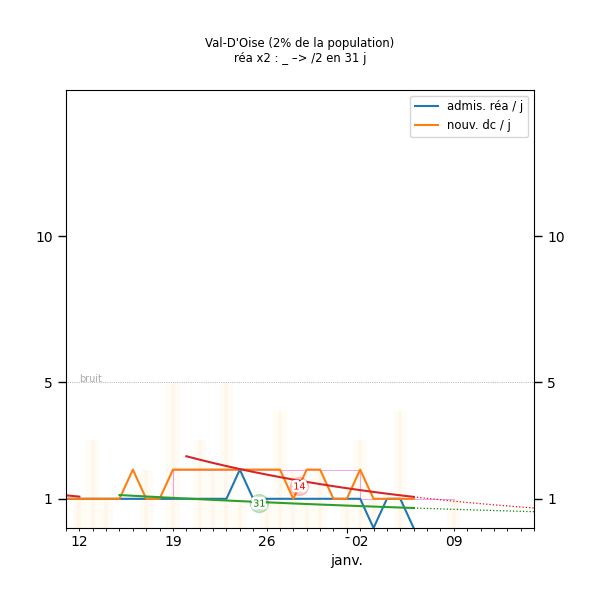 Val-D'Oise (2% de la population)
réa x2 : _ –> /2 en 31 j
admis. réa / j
nouv. dc / j
10
10
bruit
5
5
14
31
1
1
12
19
26
02
09
janv.